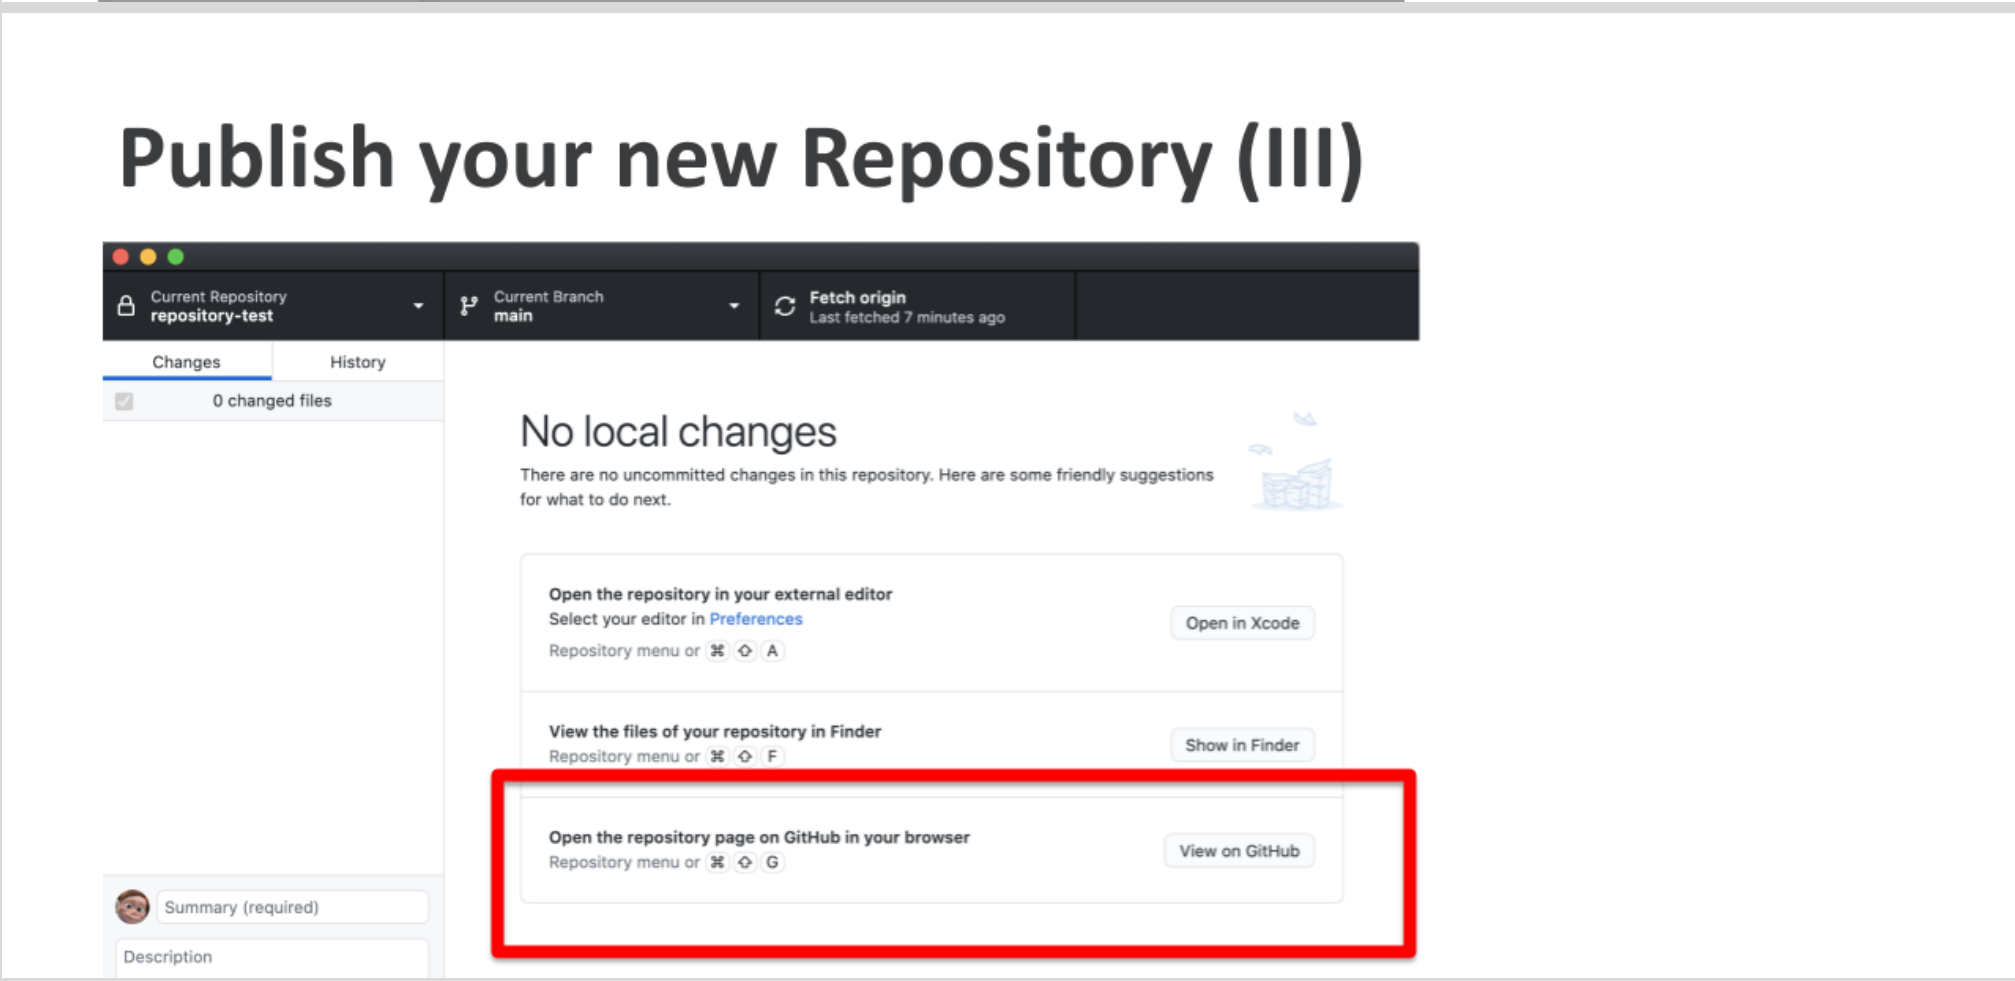 Publish your new Repository (III)
Current Repository
repository-test
Current Branch
main
Fetch origin
Last fetched 7 minutes ago
Changes
History
0 changed files
No local changes
There are no uncommitted changes in this repository. Here are some friendly suggestions
for what to do next.
Open the repository in your external editor
Select your editor in Preferences
Repository menu or ⌘ ⇧ A
Open in Xcode
View the files of your repository in Finder
Repository menu or ⌘ ⇧ F
Show in Finder
Open the repository page on GitHub in your browser
Repository menu or ⌘ ⇧ G
View on GitHub
Summary (required)
Description